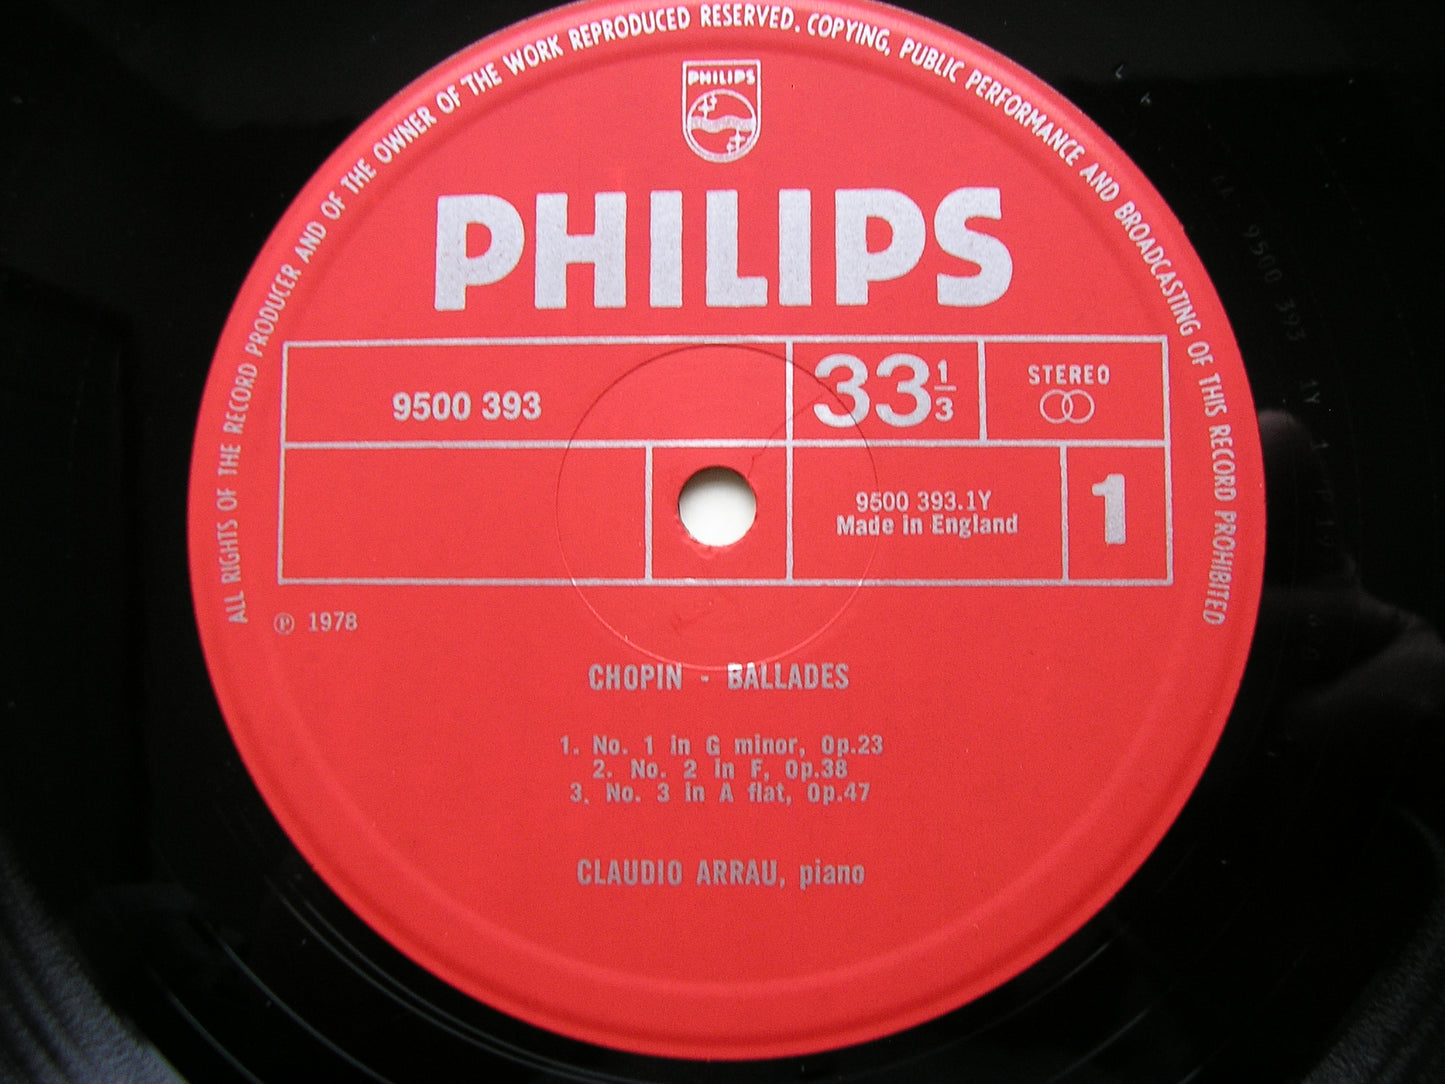 ALL RIGHTS OF THE RECORD PRODUCER AND OF THE OWNER OF THE WORK REPRODUCED RESERVED. COPYING, PUBLIC PERFORMANCE AND BROADCASTING OF THIS RECORD PROHIBITED
PHILIPS
PHILIPS
9500 393
33 1/3
STEREO
9500 393.1Y
Made in England
1
℗ 1978
CHOPIN - BALLADES
1. No. 1 in G minor, Op.23
2. No. 2 in F, Op.38
3. No. 3 in A flat, Op.47
CLAUDIO ARRAU, piano
9500 393 1Y